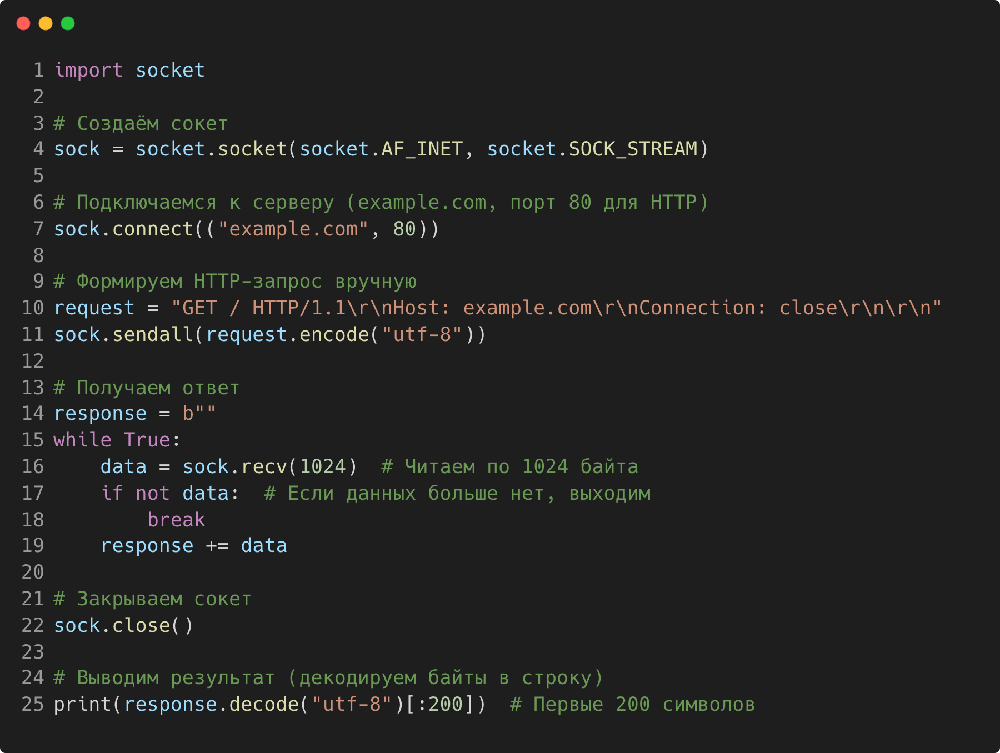 1 import socket
2
3 # Создаём сокет
4 sock = socket.socket(socket.AF_INET, socket.SOCK_STREAM)
5
6 # Подключаемся к серверу (example.com, порт 80 для HTTP)
7 sock.connect(("example.com", 80))
8
9 # Формируем HTTP-запрос вручную
10 request = "GET / HTTP/1.1\r\nHost: example.com\r\nConnection: close\r\n\r\n"
11 sock.sendall(request.encode("utf-8"))
12
13 # Получаем ответ
14 response = b""
15 while True:
16     data = sock.recv(1024)  # Читаем по 1024 байта
17     if not data:  # Если данных больше нет, выходим
18         break
19     response += data
20
21 # Закрываем сокет
22 sock.close()
23
24 # Выводим результат (декодируем байты в строку)
25 print(response.decode("utf-8")[:200])  # Первые 200 символов